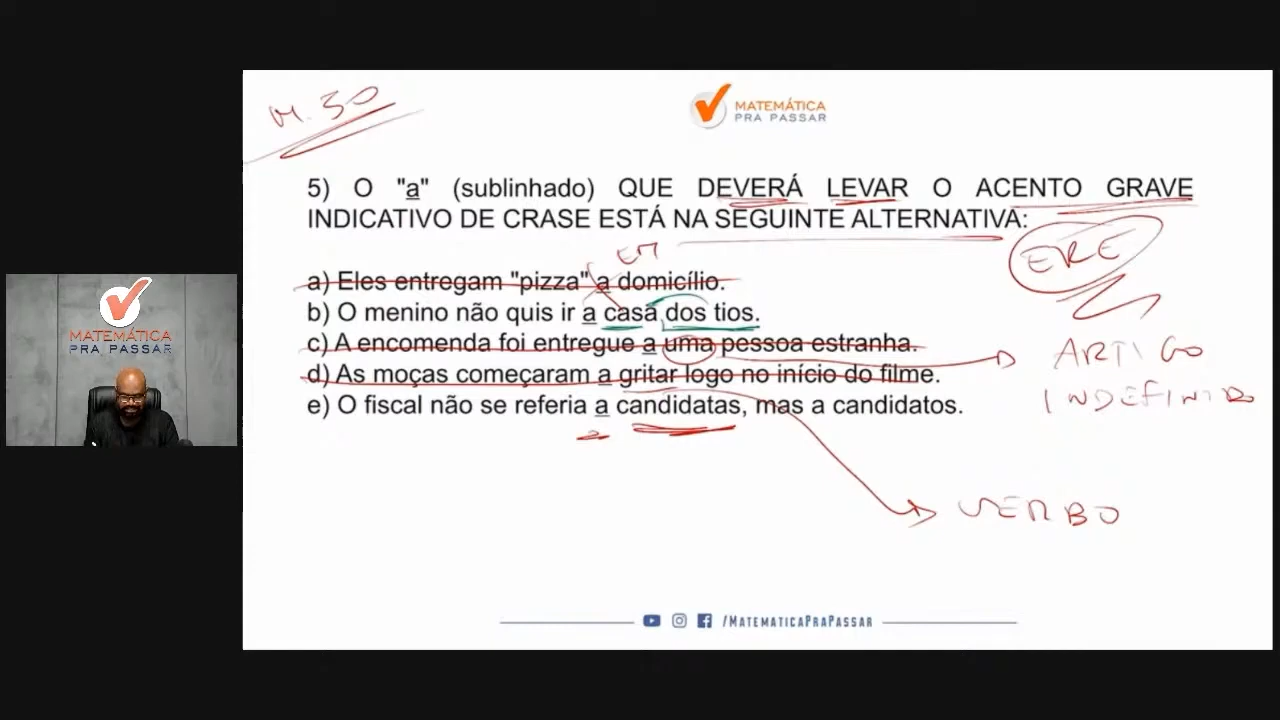 M. 30
MATEMÁTICA
PRA PASSAR
5) O "a" (sublinhado) QUE DEVERÁ LEVAR O ACENTO GRAVE
INDICATIVO DE CRASE ESTÁ NA SEGUINTE ALTERNATIVA:
ERE
EM
a) Eles entregam "pizza" a domicílio.
b) O menino não quis ir a casa dos tios.
c) A encomenda foi entregue a uma pessoa estranha.
d) As moças começaram a gritar logo no início do filme.
e) O fiscal não se referia a candidatas, mas a candidatos.
ARTIGO
INDEFINIDO
VERBO
MATEMÁTICA
PRA PASSAR
/MATEMATICAPRAPASSAR